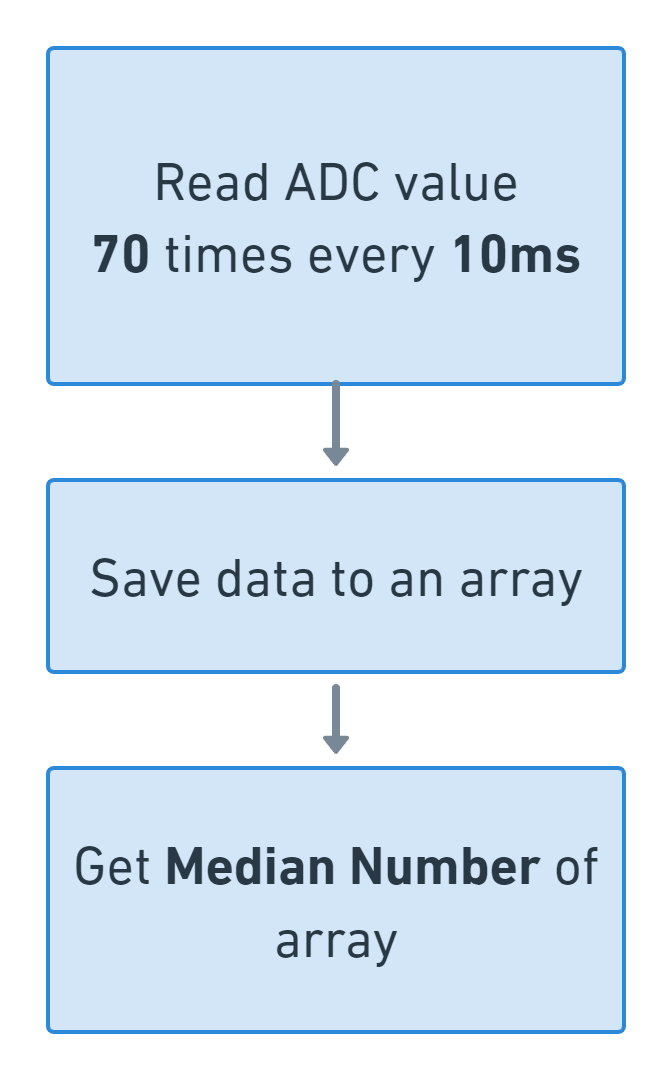 Read ADC value
70 times every 10ms
Save data to an array
Get Median Number of
array